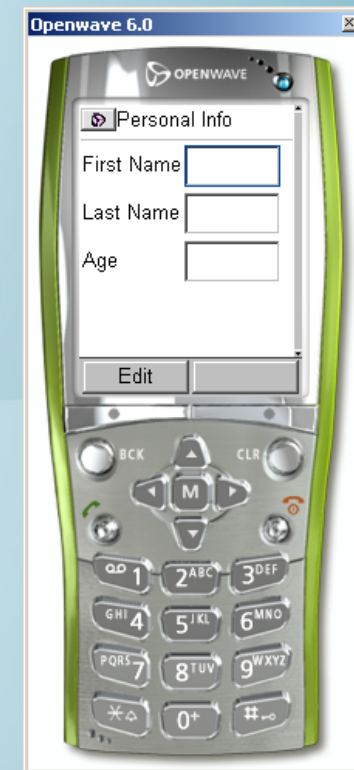 Openwave 6.0
OPENWAVE
Personal Info
First Name
Last Name
Age
Edit
BCK CLR
M
1 2ABC 3DEF
GHI4 5JKL 6MNO
PQRS7 8TUV 9WXYZ
* 0+ #